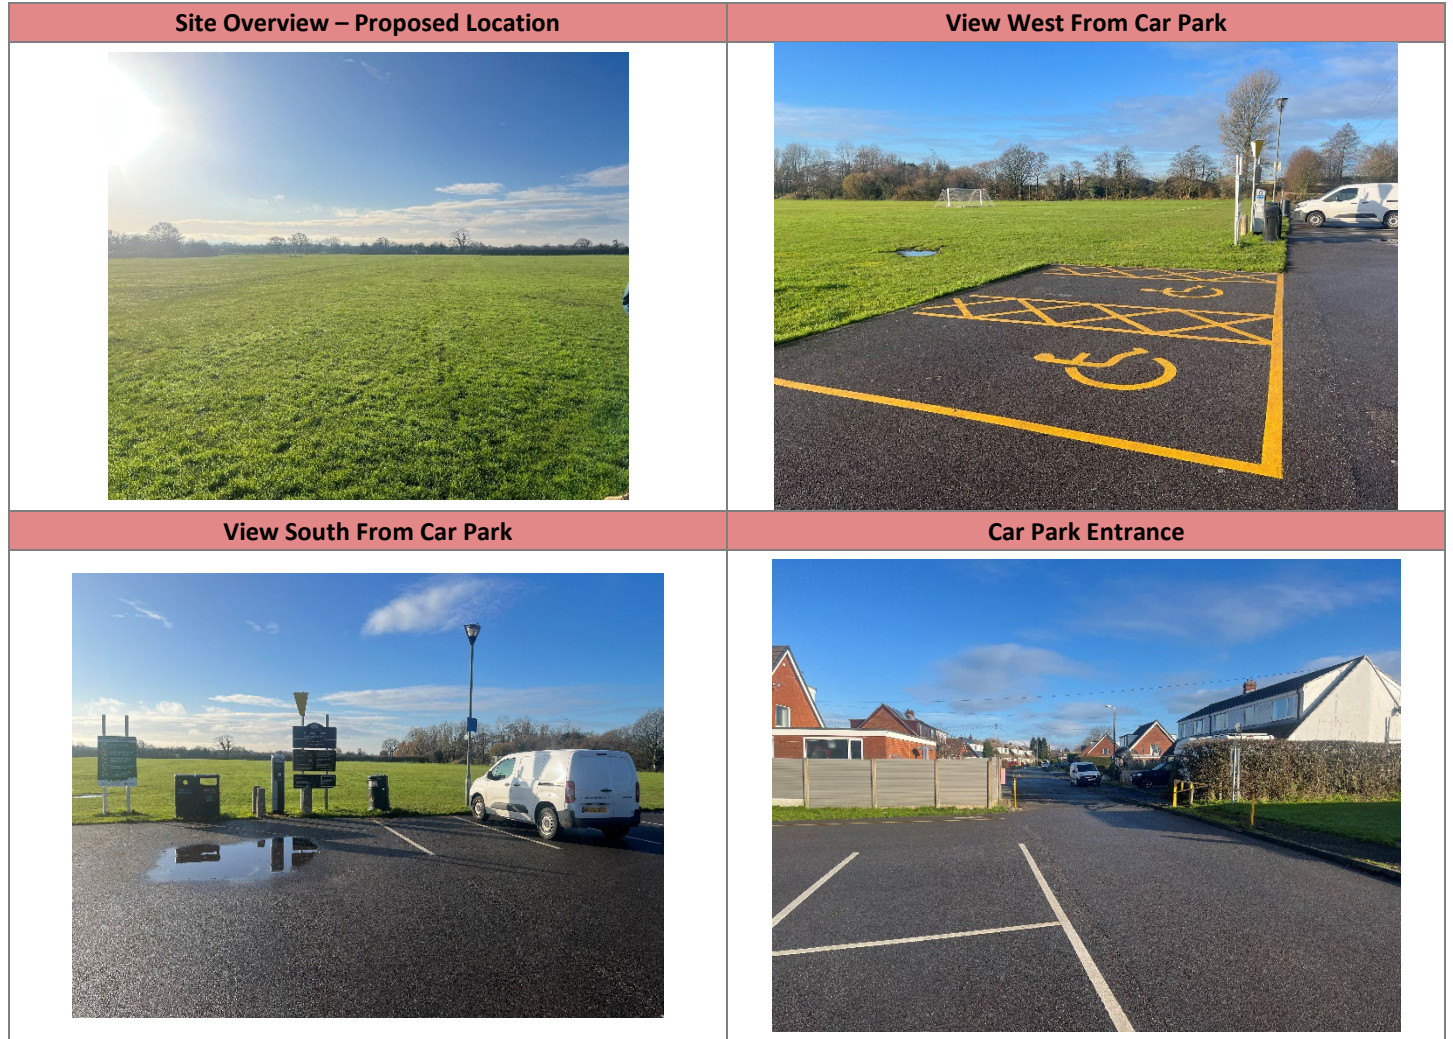 Site Overview – Proposed Location
View West From Car Park
View South From Car Park
Car Park Entrance